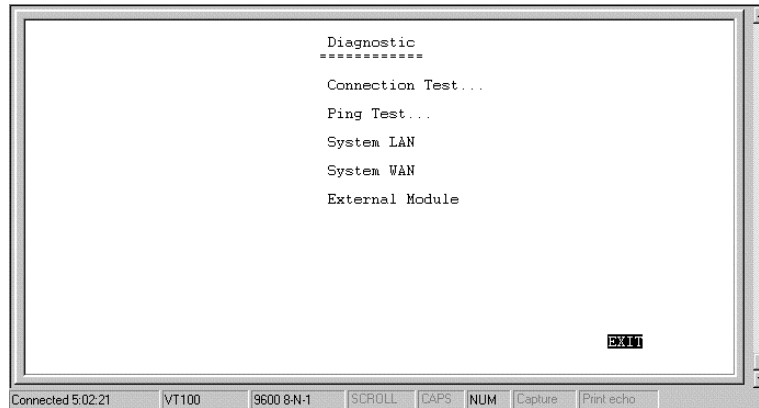 Diagnostic
============
Connection Test...
Ping Test...
System LAN
System WAN
External Module
EXIT
Connected 5:02:21 VT100 9600 8-N-1 SCROLL CAPS NUM Capture Print echo